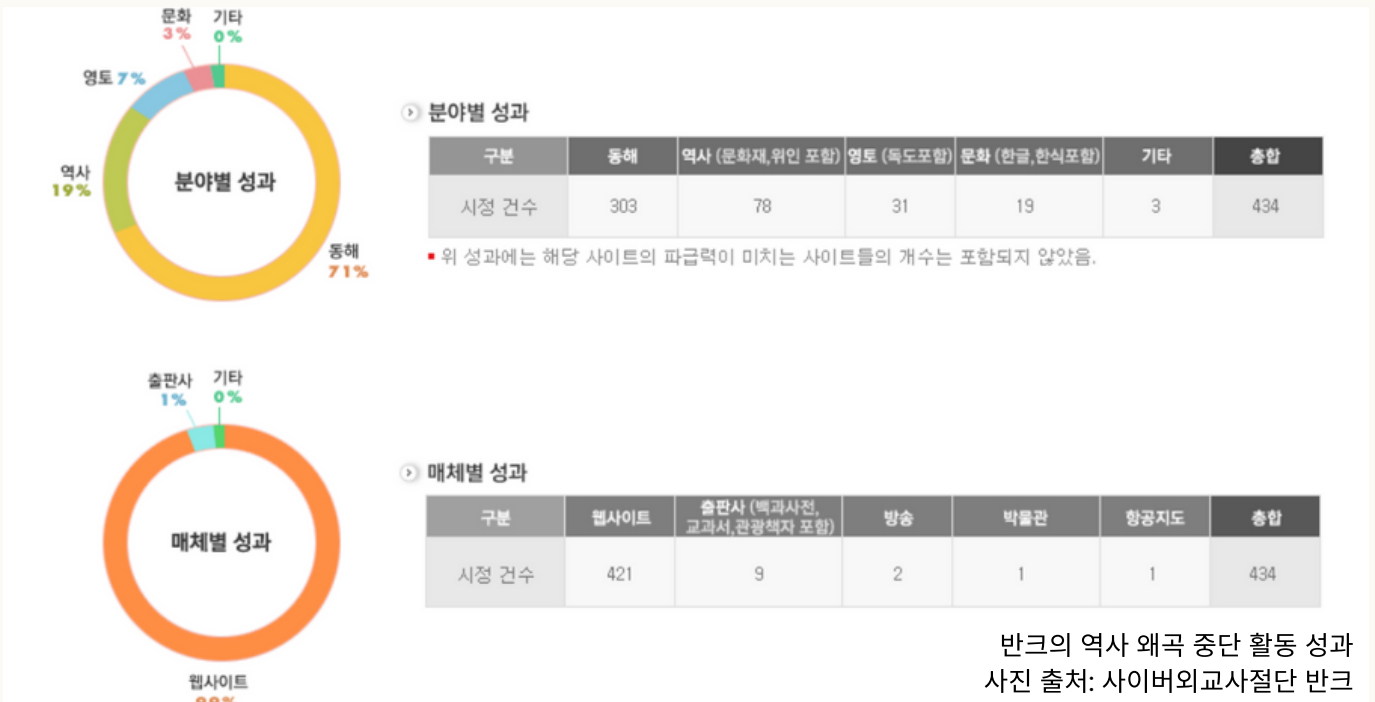 문화 기타
3% 0%
영토 7%
역사
19%
분야별 성과
동해
71%
분야별 성과
구분 동해 역사 (문화재,위인 포함) 영토 (독도포함) 문화 (한글,한식포함) 기타 총합
시정 건수 303 78 31 19 3 434
위 성과에는 해당 사이트의 파급력이 미치는 사이트들의 개수는 포함되지 않았음.
출판사 기타
1% 0%
매체별 성과
웹사이트
매체별 성과
구분 웹사이트 출판사 (백과사전, 교과서,관광책자 포함) 방송 박물관 항공지도 총합
시정 건수 421 9 2 1 1 434
반크의 역사 왜곡 중단 활동 성과
사진 출처: 사이버외교사절단 반크